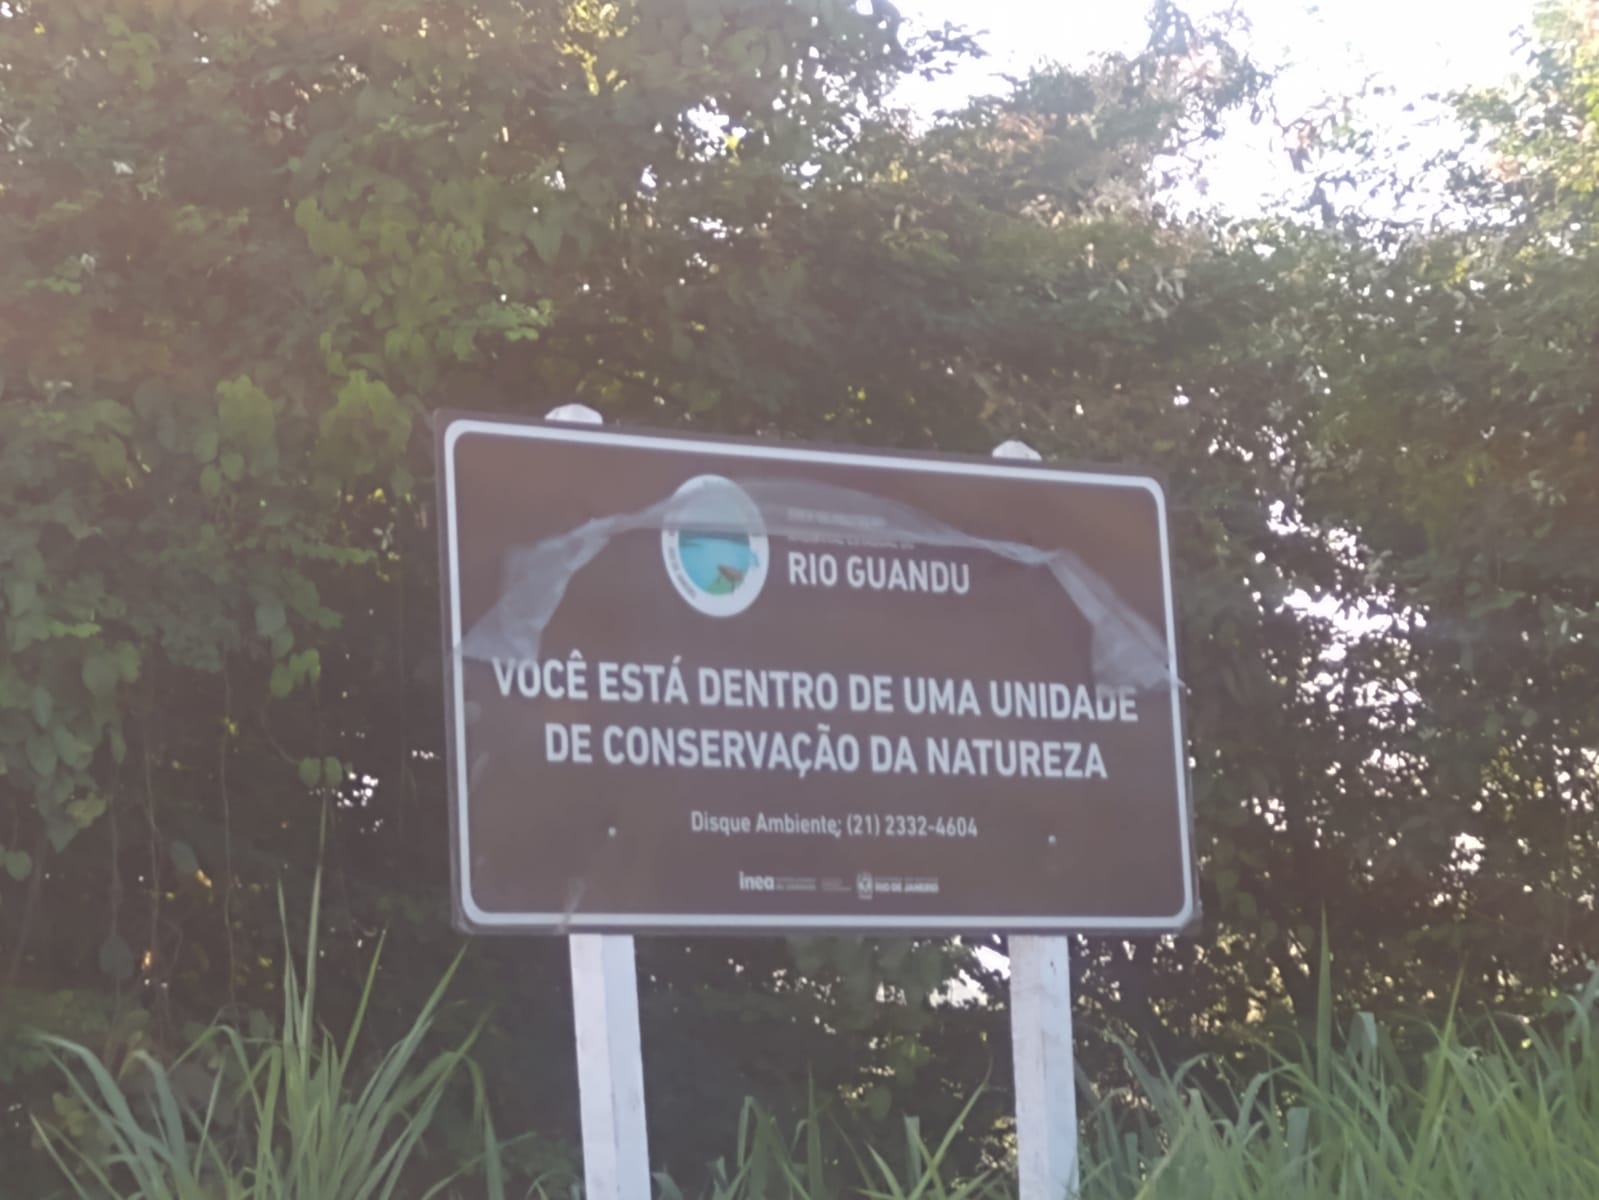 RIO GUANDU
VOCÊ ESTÁ DENTRO DE UMA UNIDADE
DE CONSERVAÇÃO DA NATUREZA
Disque Ambiente; (21) 2332-4604
inea RIO DE JANEIRO